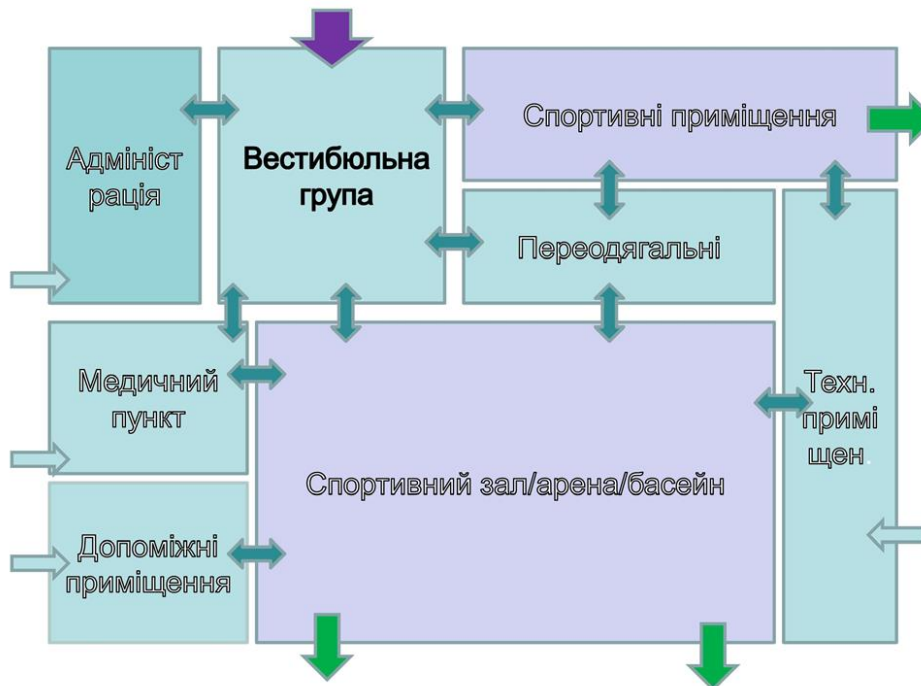 Адмініст
рація
Вестибюльна
група
Спортивні приміщення
Переодягальні
Медичний
пункт
Спортивний зал/арена/басейн
Техн.
примі
щен.
Допоміжні
приміщення